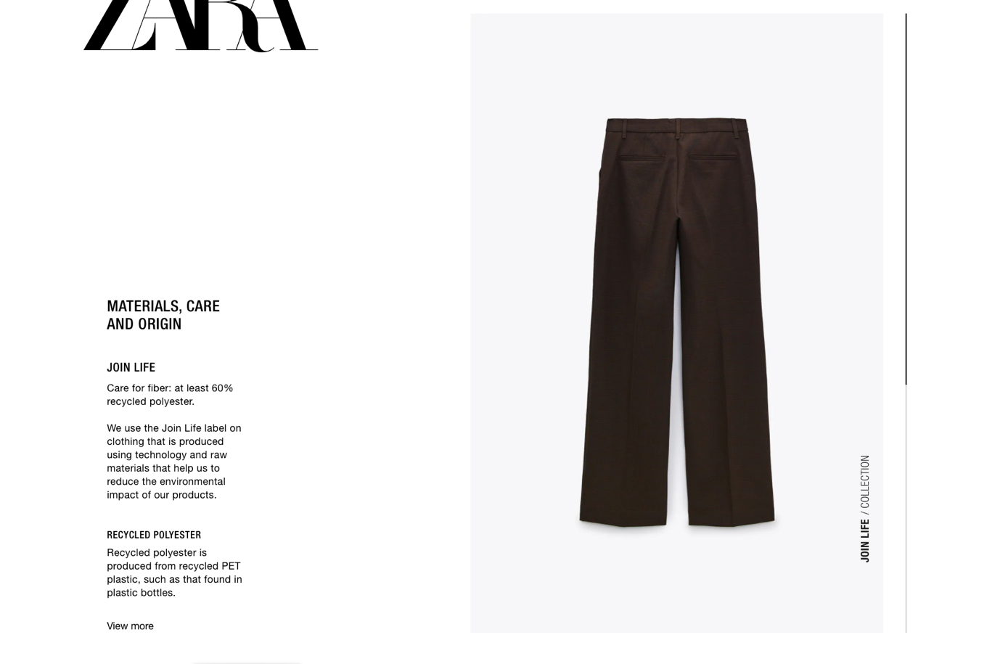 ZARA
MATERIALS, CARE
AND ORIGIN
JOIN LIFE
Care for fiber: at least 60%
recycled polyester.
We use the Join Life label on
clothing that is produced
using technology and raw
materials that help us to
reduce the environmental
impact of our products.
RECYCLED POLYESTER
Recycled polyester is
produced from recycled PET
plastic, such as that found in
plastic bottles.
View more
JOIN LIFE / COLLECTION